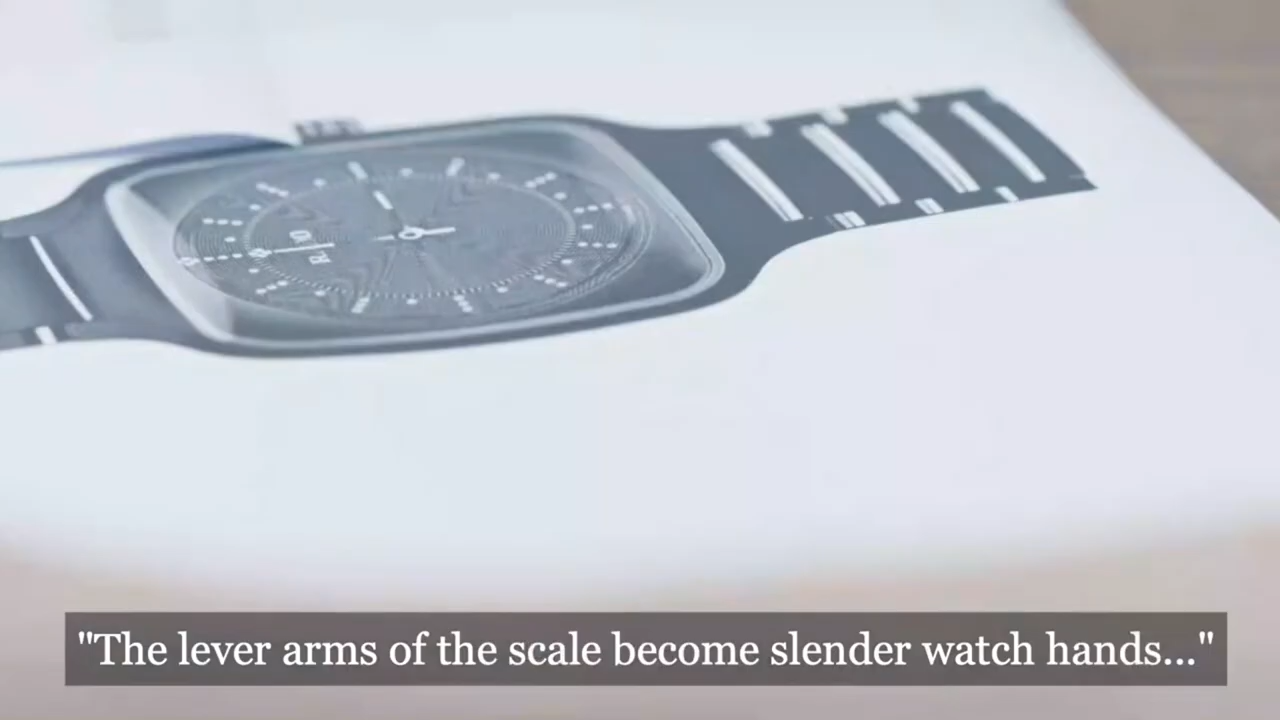 "The lever arms of the scale become slender watch hands..."